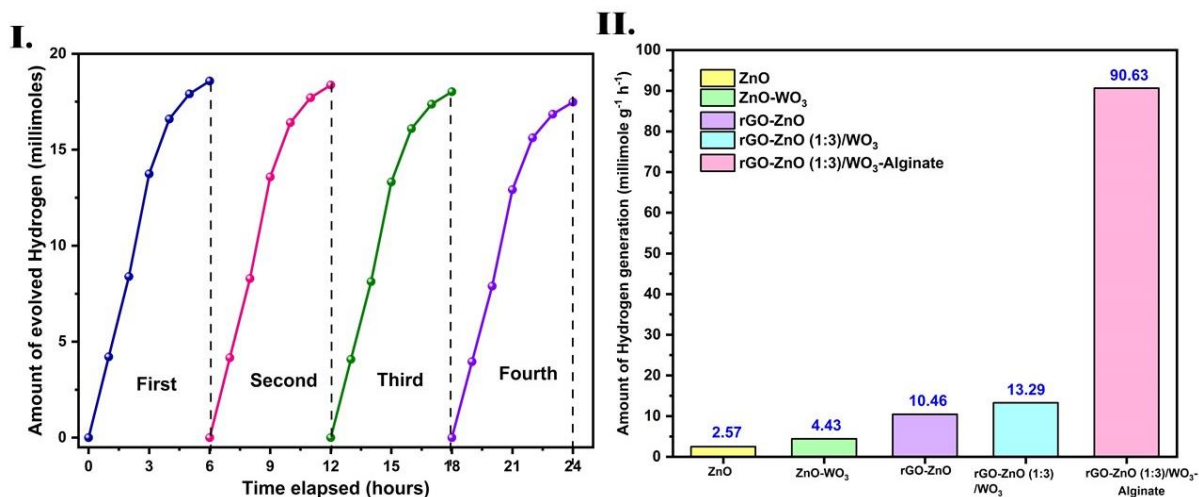 I.
Amount of evolved Hydrogen (millimoles)
20
15
10
5
0
First
Second
Third
Fourth
0 3 6 9 12 15 18 21 24
Time elapsed (hours)
II.
Amount of Hydrogen generation (millimole g⁻¹ h⁻¹)
100
90
80
70
60
50
40
30
20
10
0
ZnO
ZnO-WO₃
rGO-ZnO
rGO-ZnO (1:3)/WO₃
rGO-ZnO (1:3)/WO₃-Alginate
2.57
4.43
10.46
13.29
90.63
ZnO
ZnO-WO₃
rGO-ZnO
rGO-ZnO (1:3)
/WO₃
rGO-ZnO (1:3)/WO₃-
Alginate